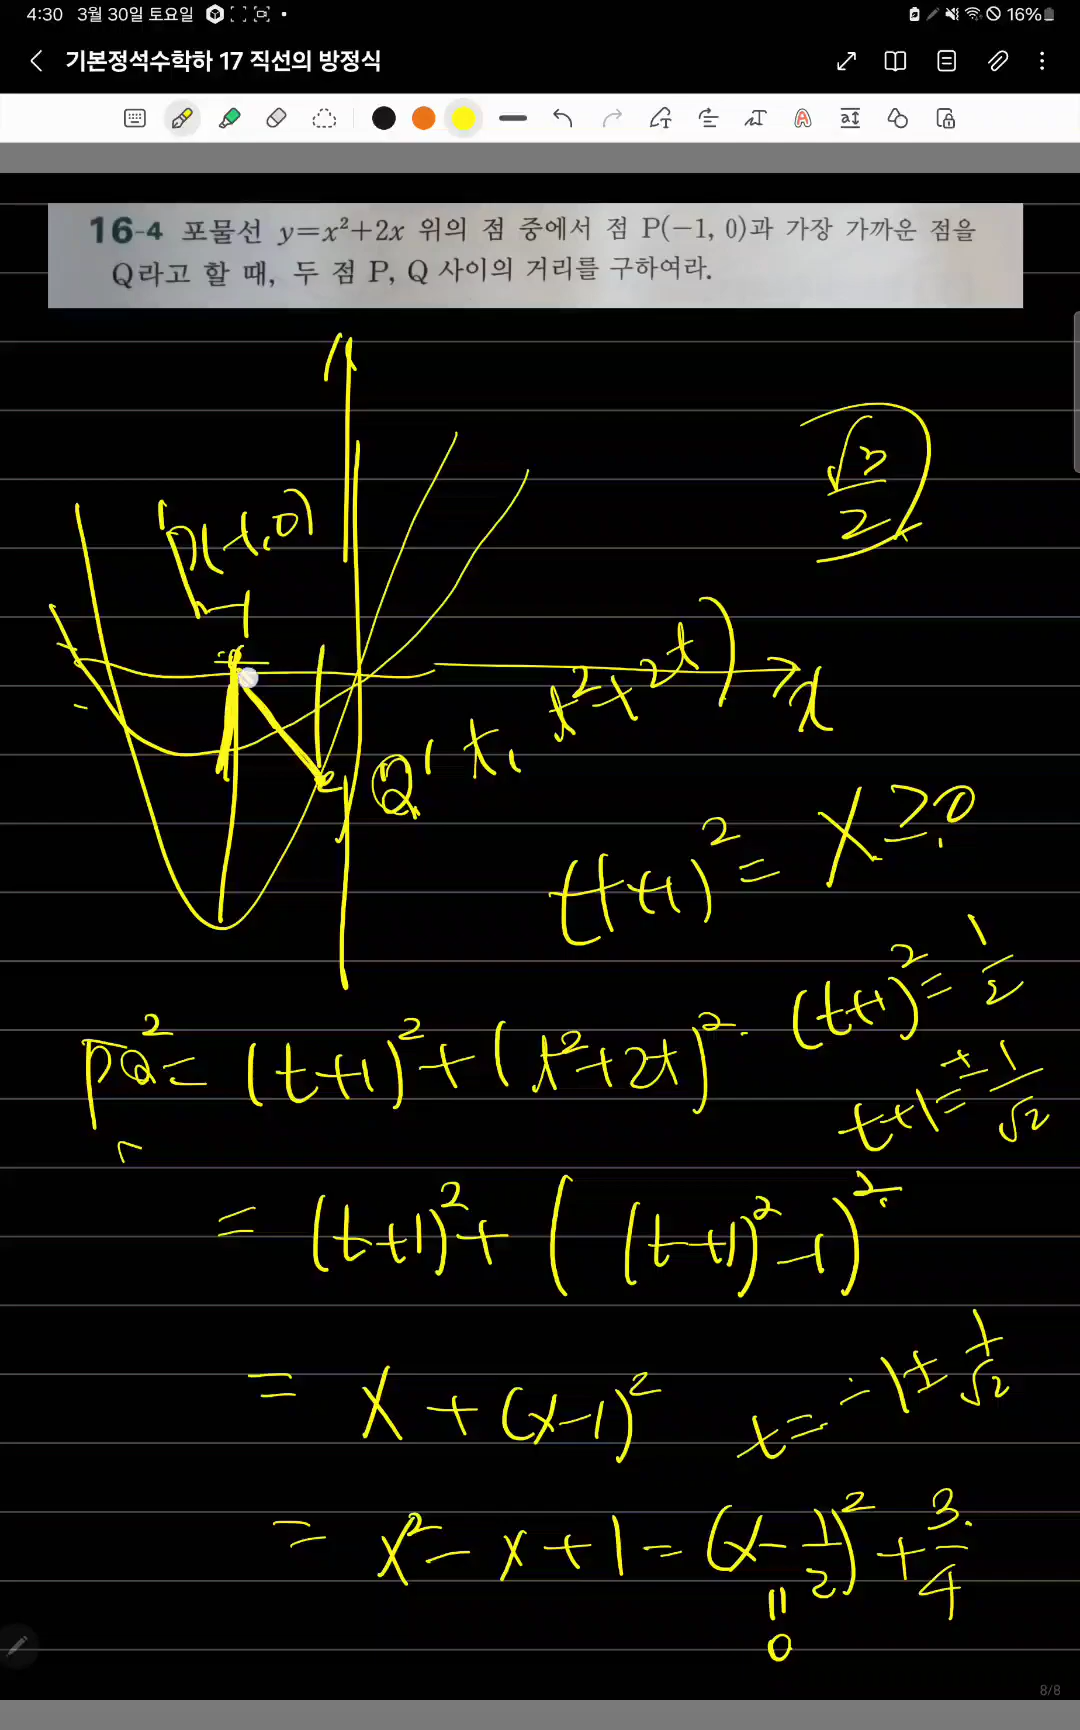 4:30 3월 30일 토요일
16%
기본정석수학하 17 직선의 방정식
16-4 포물선 y=x²+2x 위의 점 중에서 점 P(−1, 0)과 가장 가까운 점을
Q라고 할 때, 두 점 P, Q 사이의 거리를 구하여라.
√3/2
P(-1,0)
x
Q(t, t²+2t)
(t+1)² = X ≥ 0
(t+1)² = 1/2
PQ² = (t+1)² + (t²+2t)²
t+1 = ± 1/√2
= (t+1)² + ( (t+1)² -1)²
= X + (X-1)²
t = -1 ± 1/√2
= X² - X + 1 = (X - 1/2)² + 3/4
=
0
8/8